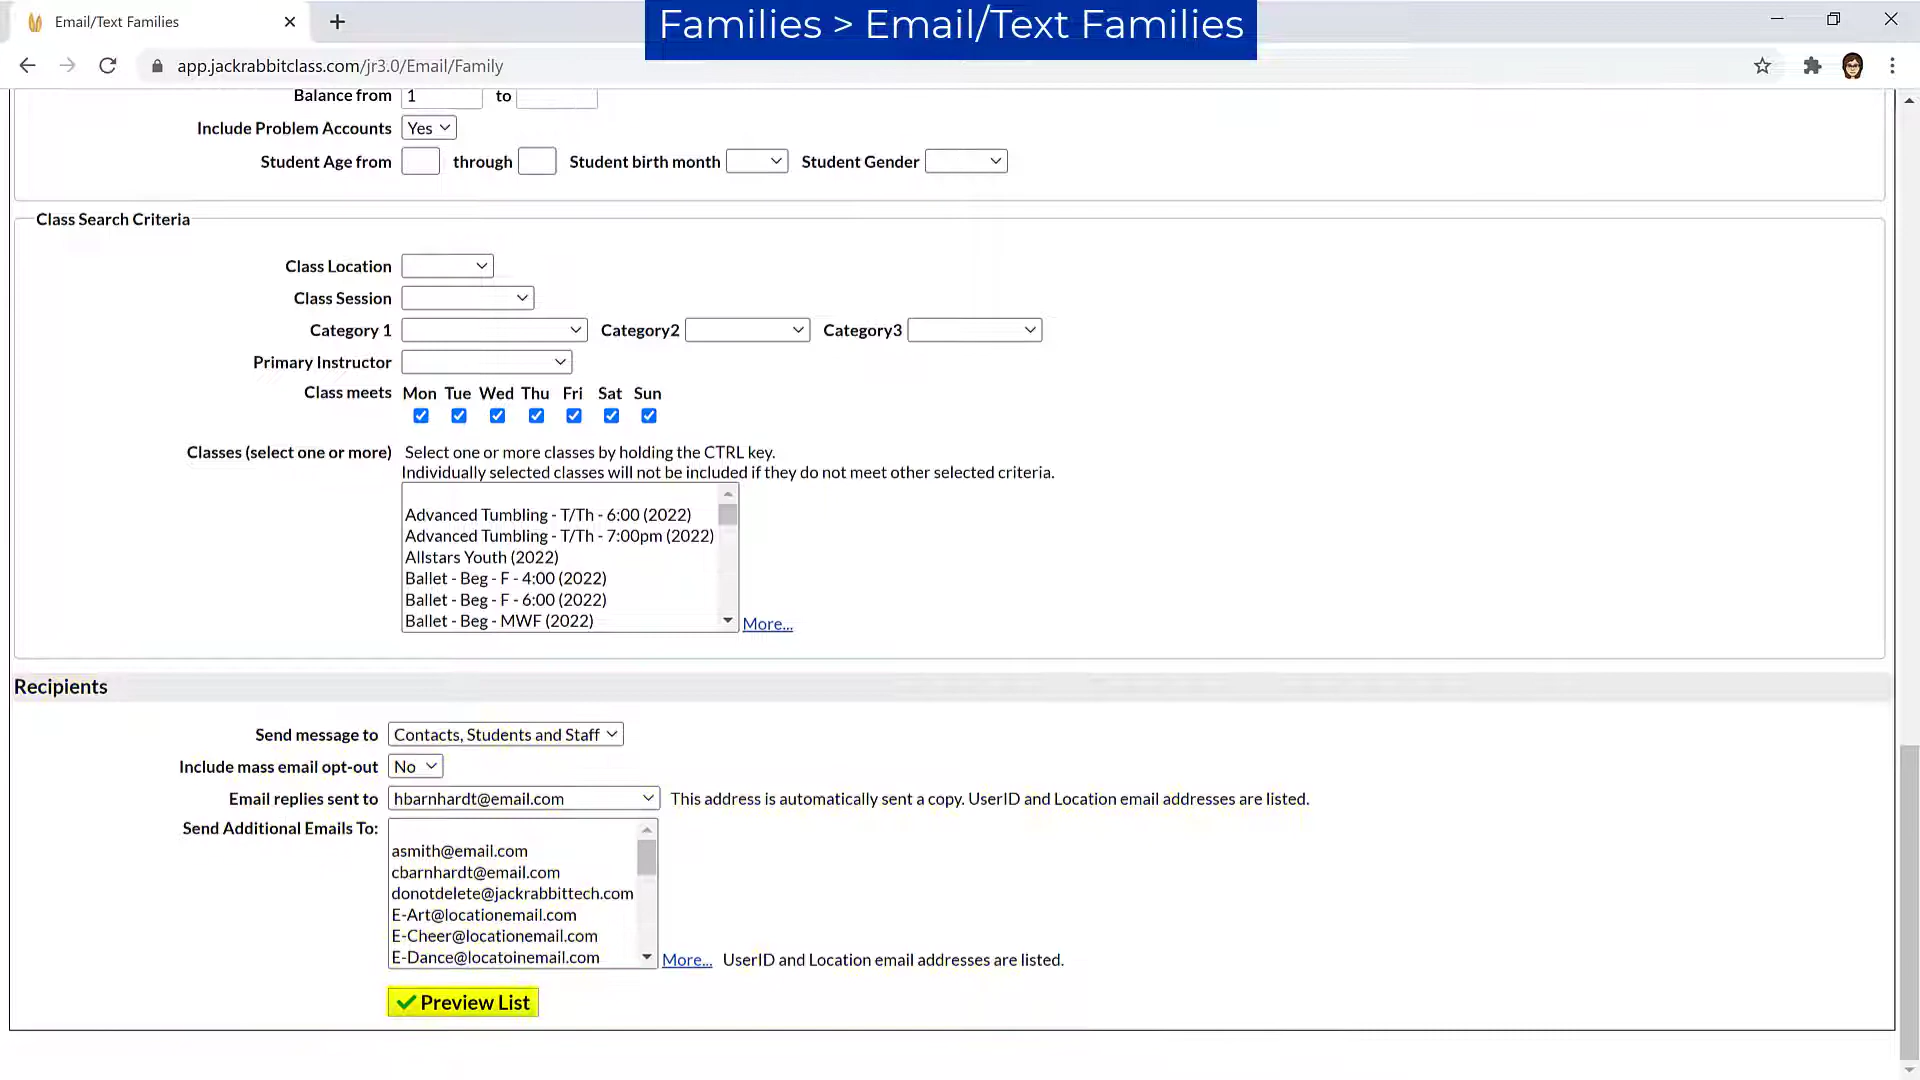 Email/Text Families
Families > Email/Text Families
app.jackrabbitclass.com/jr3.0/Email/Family
Balance from 1 to
Include Problem Accounts Yes
Student Age from through Student birth month Student Gender
Class Search Criteria
Class Location
Class Session
Category 1 Category2 Category3
Primary Instructor
Class meets Mon Tue Wed Thu Fri Sat Sun
Classes (select one or more) Select one or more classes by holding the CTRL key.
Individually selected classes will not be included if they do not meet other selected criteria.
Advanced Tumbling - T/Th - 6:00 (2022)
Advanced Tumbling - T/Th - 7:00pm (2022)
Allstars Youth (2022)
Ballet - Beg - F - 4:00 (2022)
Ballet - Beg - F - 6:00 (2022)
Ballet - Beg - MWF (2022)
More...
Recipients
Send message to Contacts, Students and Staff
Include mass email opt-out No
Email replies sent to hbarnhardt@email.com This address is automatically sent a copy. UserID and Location email addresses are listed.
Send Additional Emails To:
asmith@email.com
cbarnhardt@email.com
donotdelete@jackrabbittech.com
E-Art@locationemail.com
E-Cheer@locationemail.com
E-Dance@locatoinemail.com
More... UserID and Location email addresses are listed.
Preview List